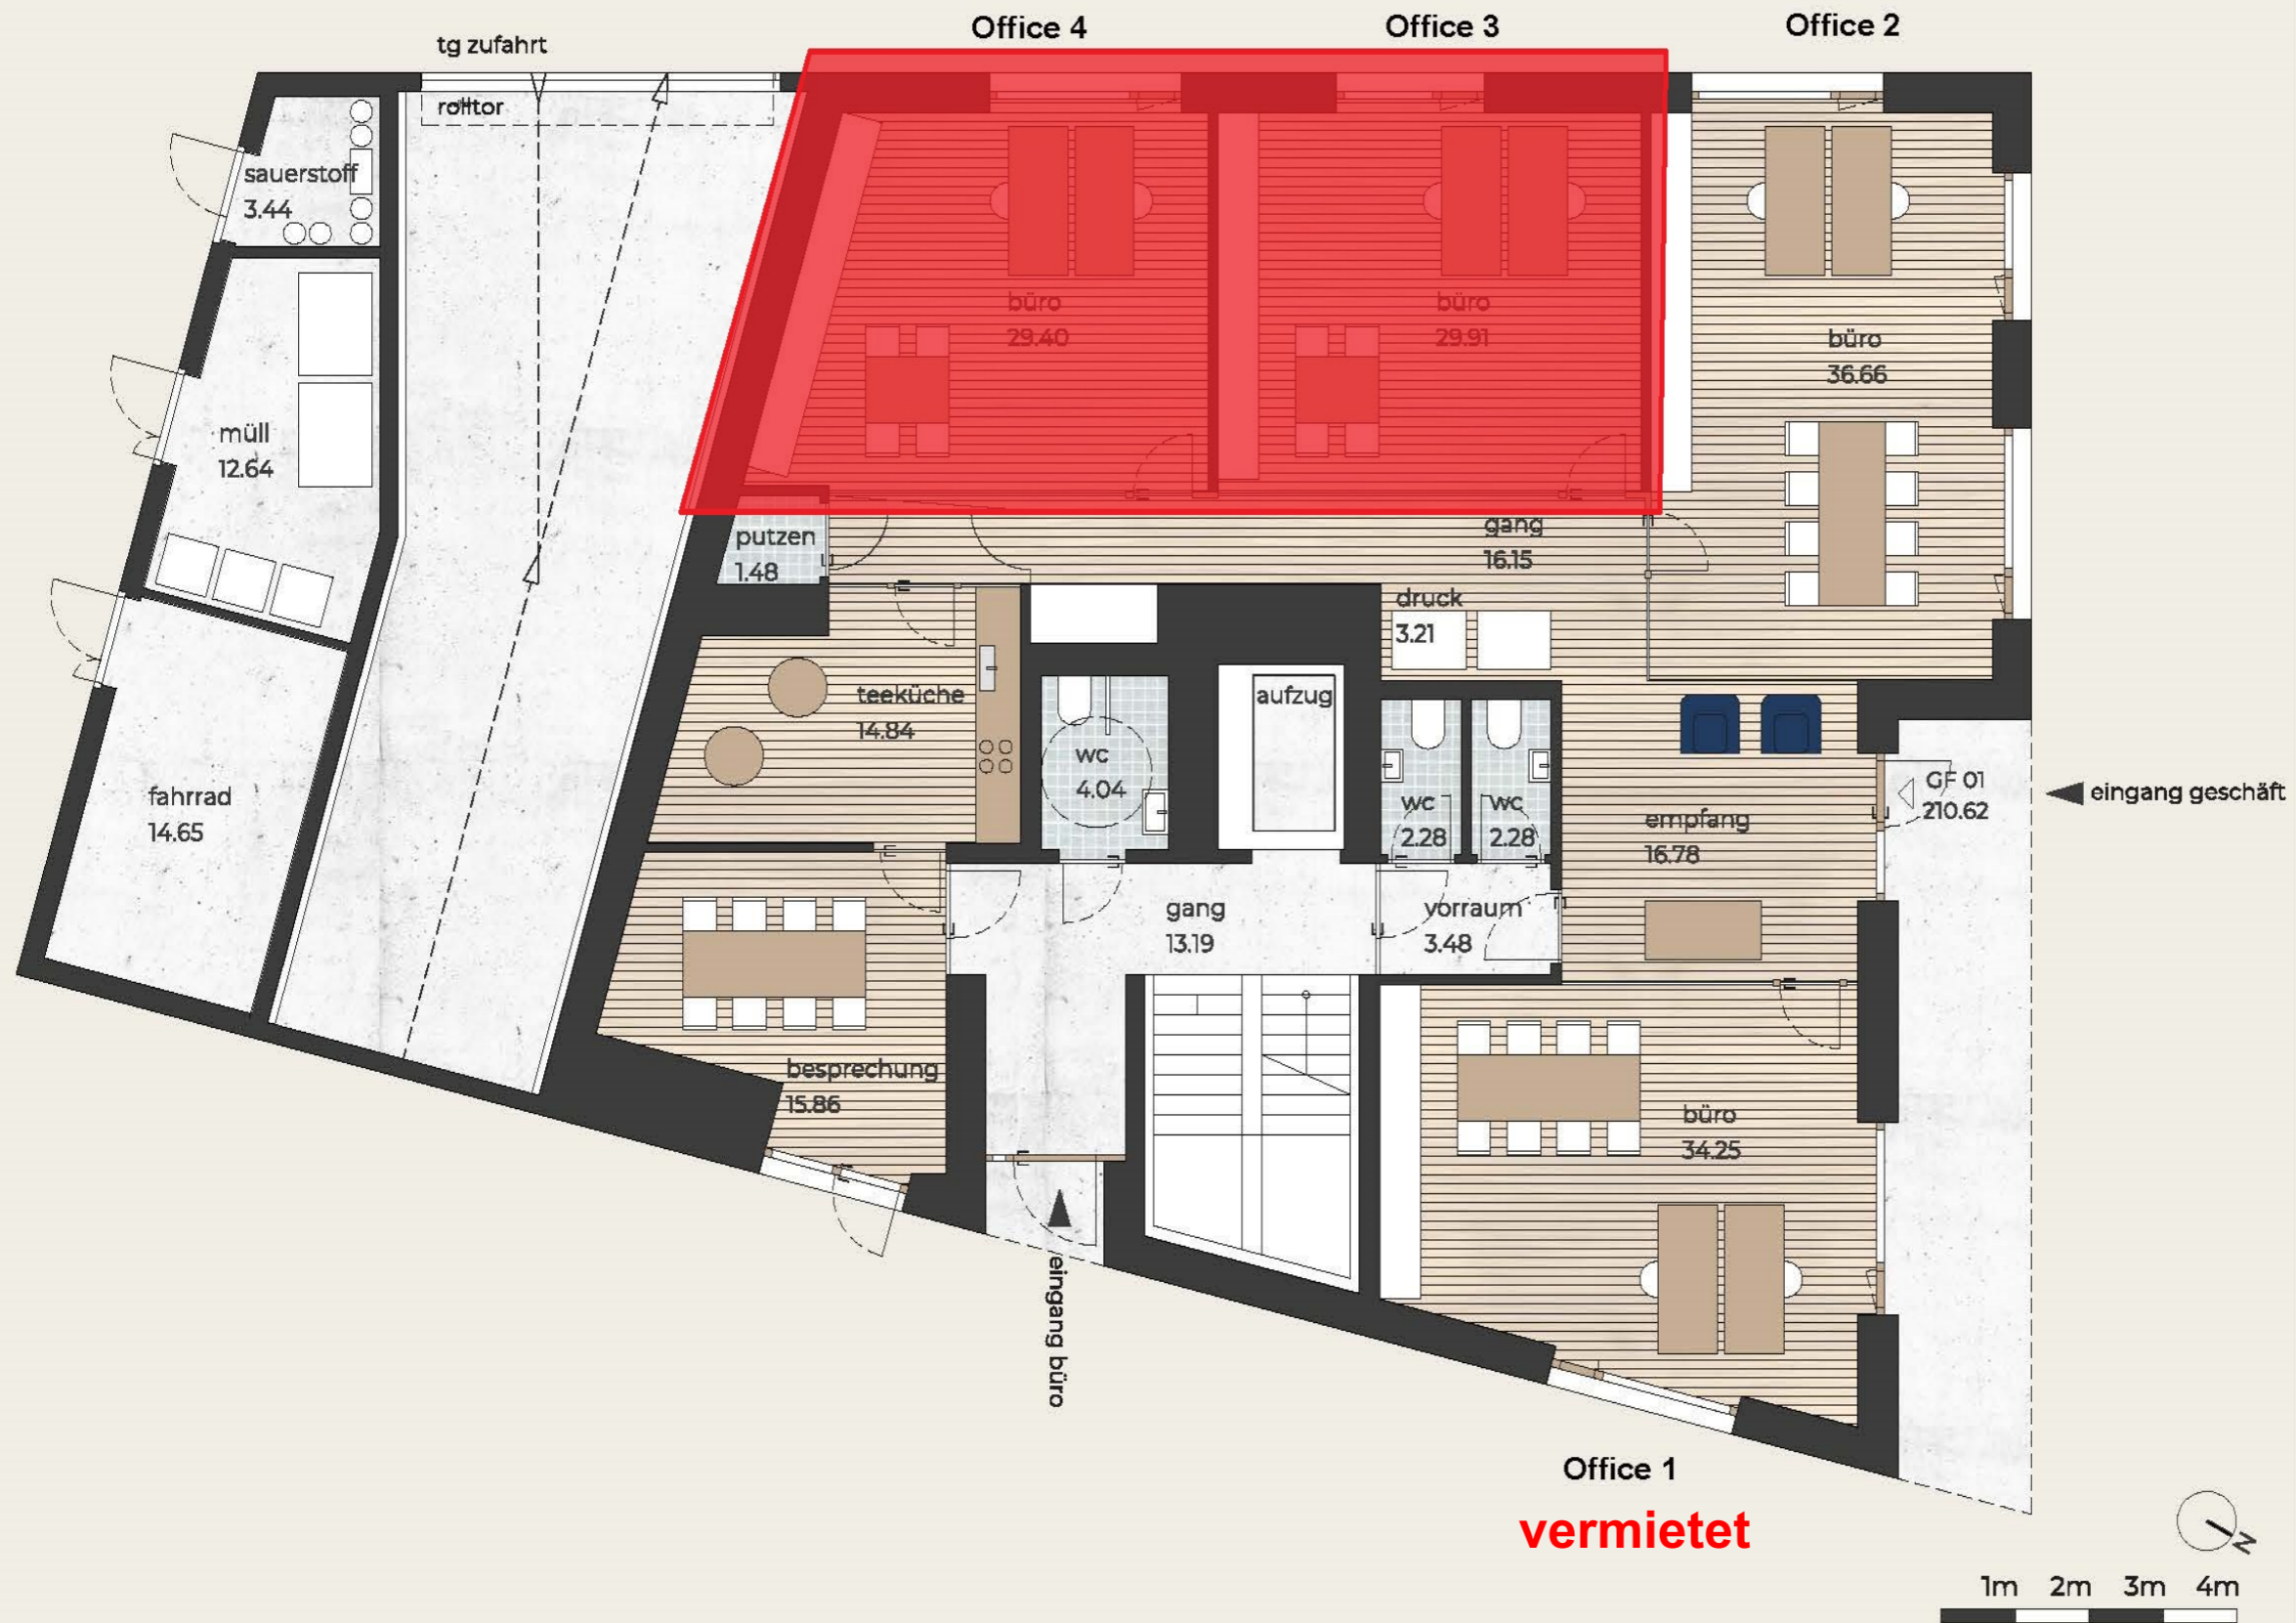 Office 4
Office 3
Office 2
tg zufahrt
rolltor
sauerstoff
3.44
büro
29.40
büro
29.91
büro
36.66
müll
12.64
putzen
1.48
gang
16.15
druck
3.21
teeküche
14.84
wc
4.04
aufzug
wc
2.28
wc
2.28
empfang
16.78
GF 01
210.62
eingang geschäft
fahrrad
14.65
gang
13.19
vorraum
3.48
besprechung
15.86
büro
34.25
eingang büro
Office 1
vermietet
N
1m 2m 3m 4m